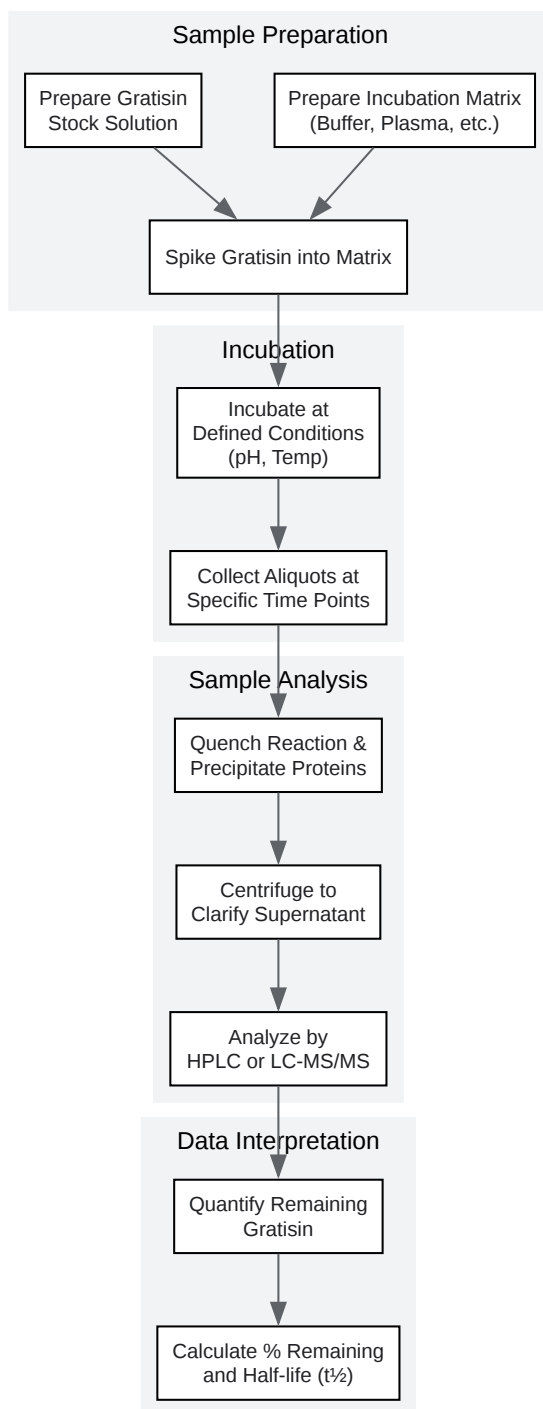 Sample Preparation
Prepare Gratisin
Stock Solution
Prepare Incubation Matrix
(Buffer, Plasma, etc.)
Spike Gratisin into Matrix
Incubation
Incubate at
Defined Conditions
(pH, Temp)
Collect Aliquots at
Specific Time Points
Sample Analysis
Quench Reaction &
Precipitate Proteins
Centrifuge to
Clarify Supernatant
Analyze by
HPLC or LC-MS/MS
Data Interpretation
Quantify Remaining
Gratisin
Calculate % Remaining
and Half-life (t½)